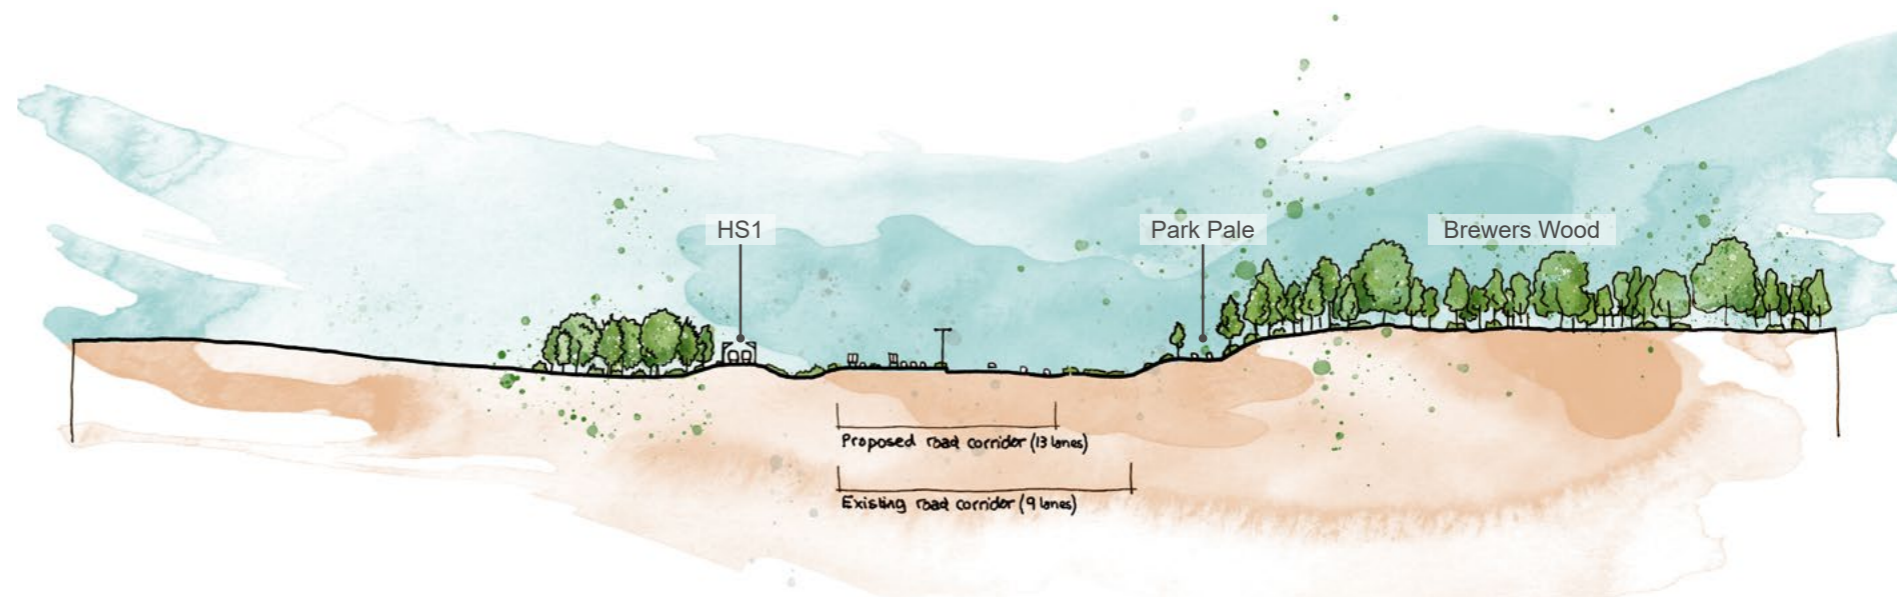 HS1
Park Pale
Brewers Wood
Proposed road corridor (13 lanes)
Existing road corridor (9 lanes)